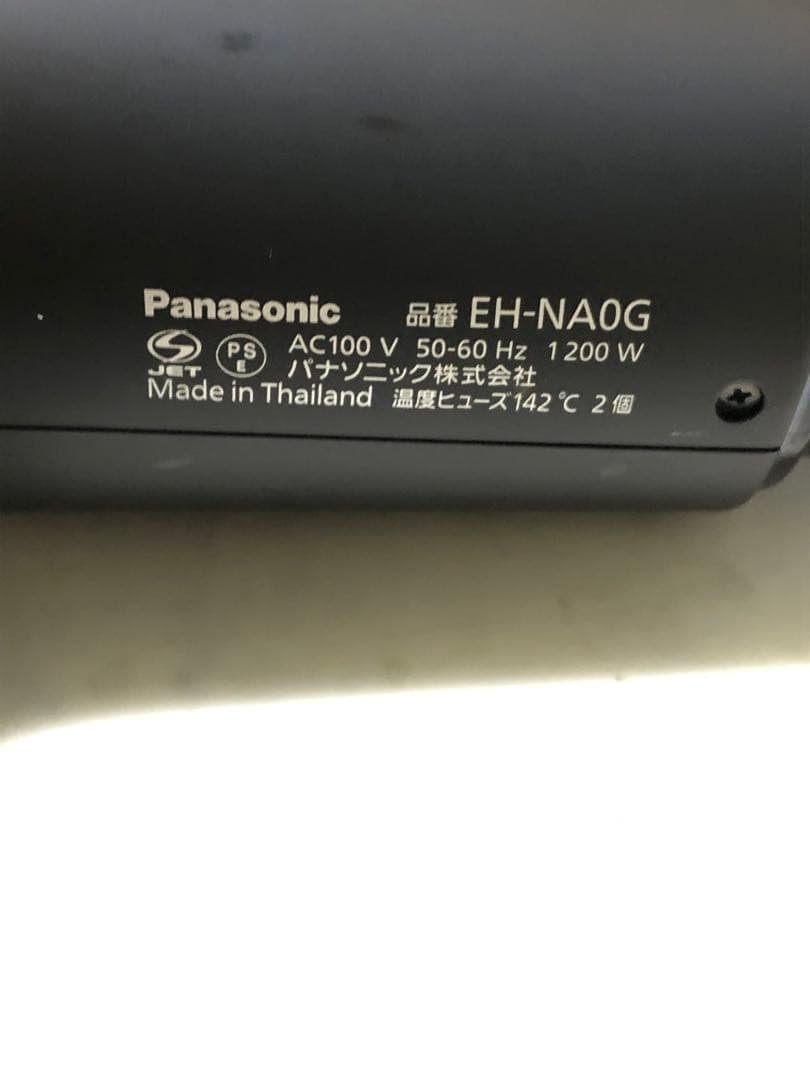 Panasonic 品番 EH-NA0G
JET PS E AC100 V 50-60 Hz 1200 W
パナソニック株式会社
Made in Thailand 温度ヒューズ142℃ 2個